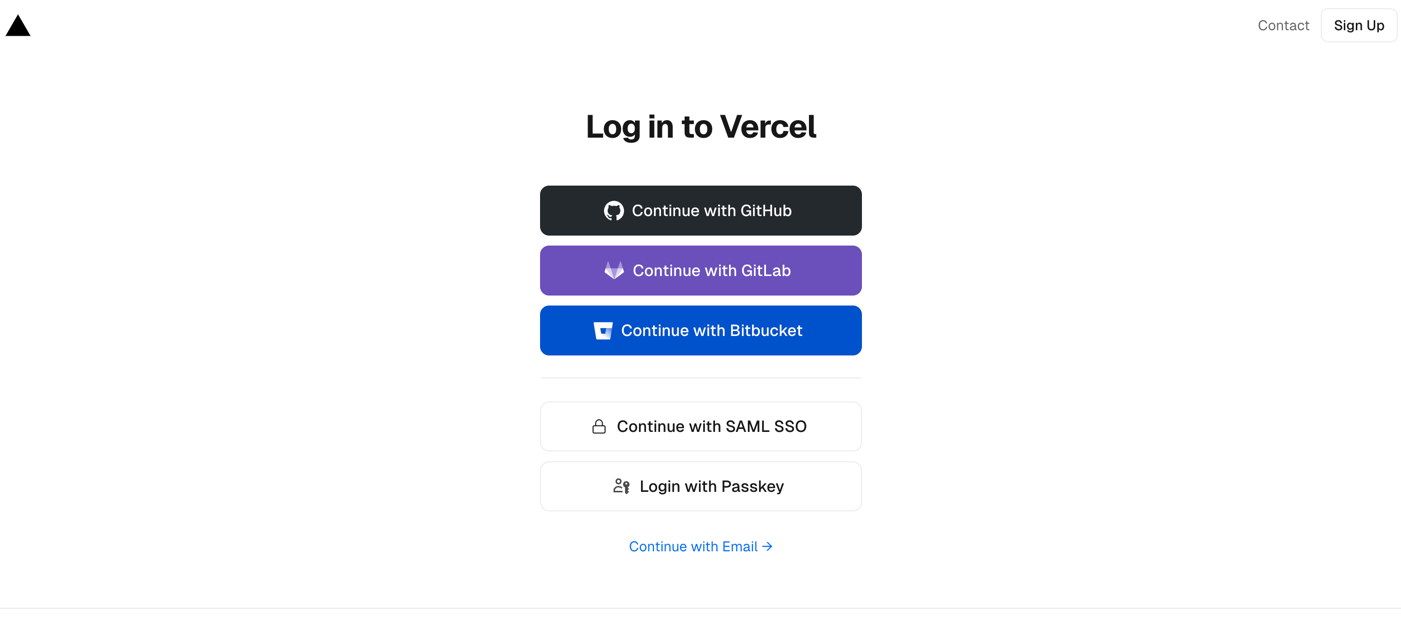 Contact
Sign Up
Log in to Vercel
Continue with GitHub
Continue with GitLab
Continue with Bitbucket
Continue with SAML SSO
Login with Passkey
Continue with Email →